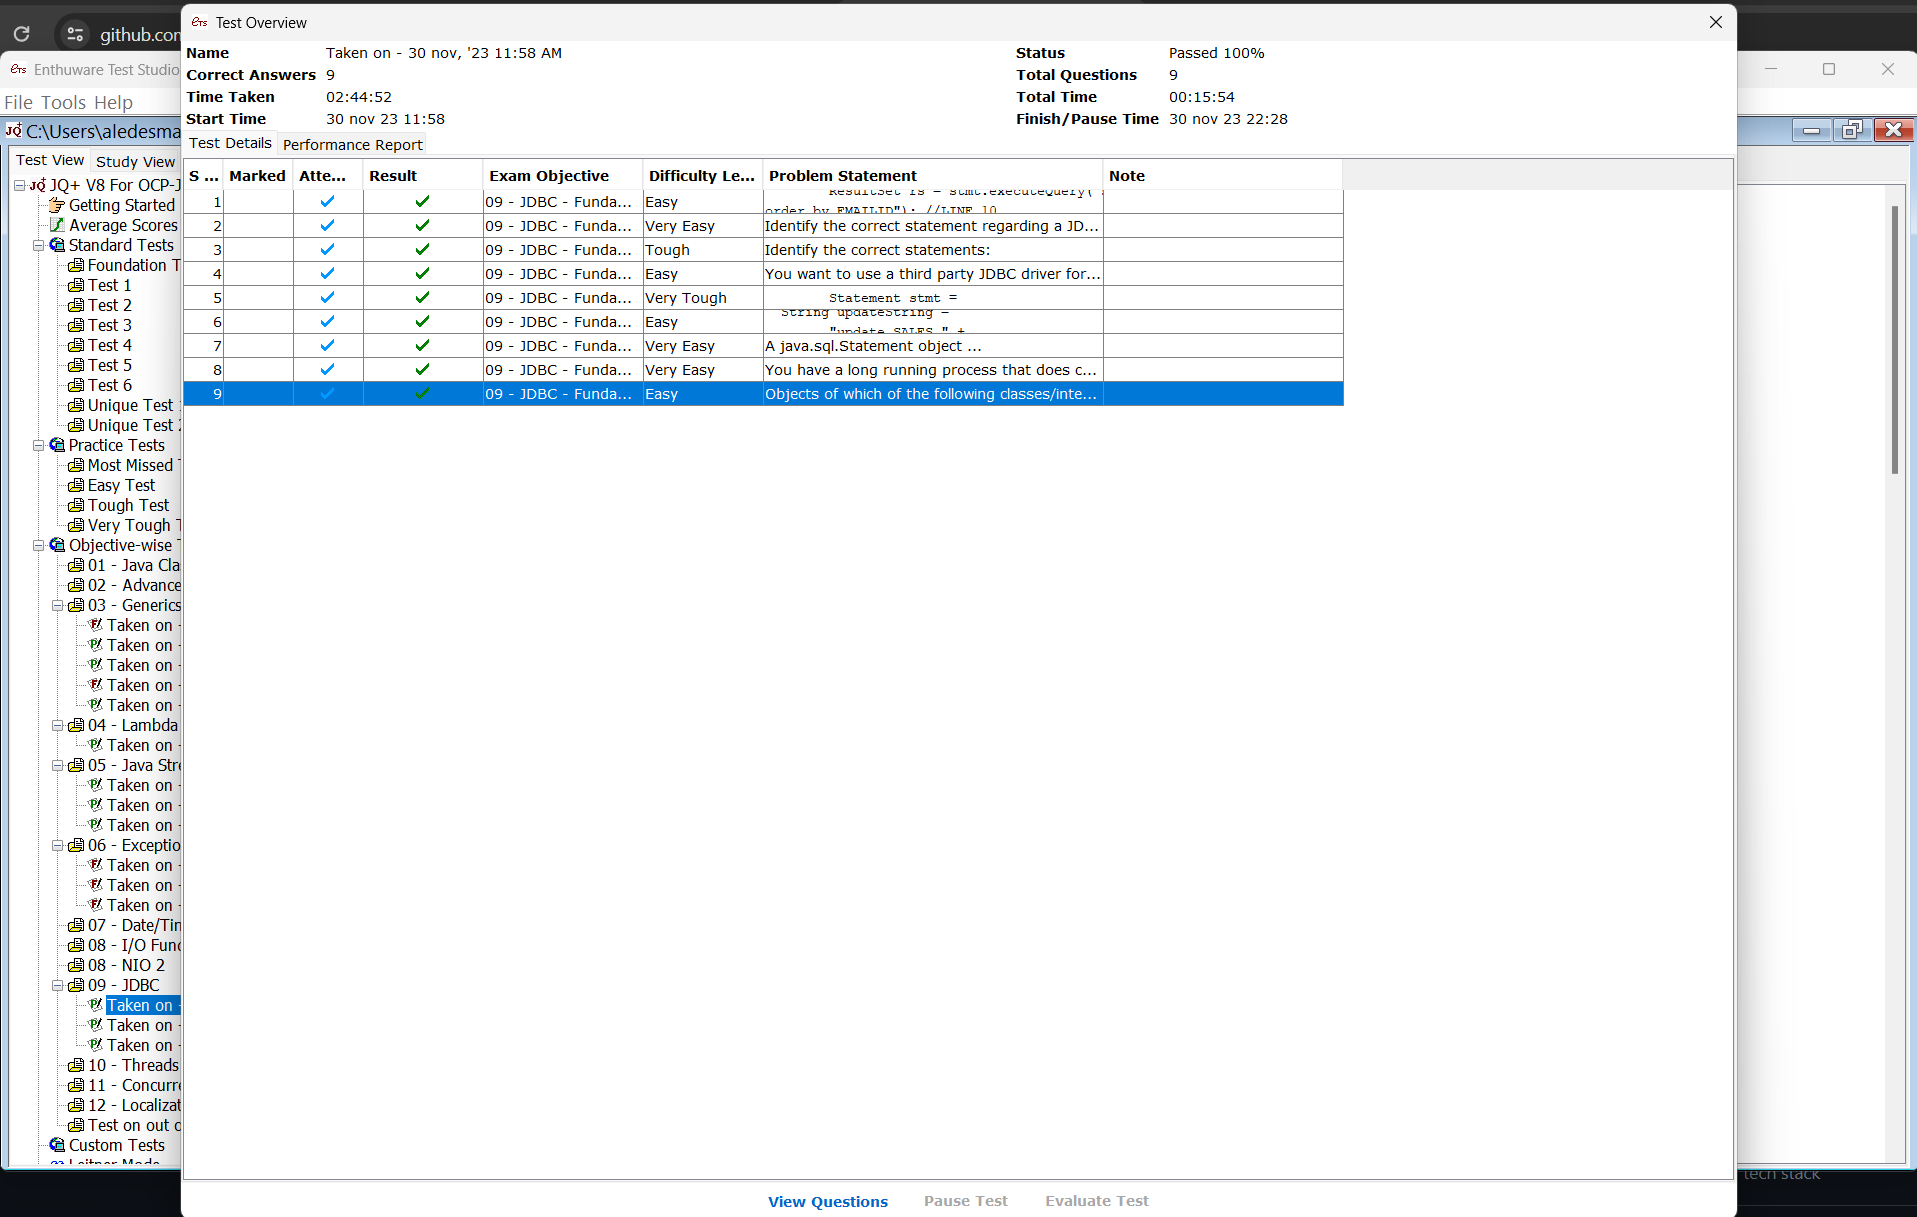 github.com
Enthuware Test Studio
File Tools Help
C:\Users\aledesma
Test View Study View
JQ+ V8 For OCP-J
Getting Started
Average Scores
Standard Tests
Foundation T
Test 1
Test 2
Test 3
Test 4
Test 5
Test 6
Unique Test
Unique Test 2
Practice Tests
Most Missed
Easy Test
Tough Test
Very Tough T
Objective-wise
01 - Java Cla
02 - Advance
03 - Generics
Taken on -
Taken on -
Taken on -
Taken on -
Taken on -
04 - Lambda
Taken on -
05 - Java Stre
Taken on -
Taken on -
Taken on -
06 - Exceptio
Taken on -
Taken on -
Taken on -
07 - Date/Tim
08 - I/O Fund
08 - NIO 2
09 - JDBC
Taken on -
Taken on -
Taken on -
10 - Threads
11 - Concurre
12 - Localizat
Test on out o
Custom Tests
Leitner Mode
Test Overview
Name Taken on - 30 nov, '23 11:58 AM Status Passed 100%
Correct Answers 9 Total Questions 9
Time Taken 02:44:52 Total Time 00:15:54
Start Time 30 nov 23 11:58 Finish/Pause Time 30 nov 23 22:28
Test Details Performance Report
S ... Marked Atte... Result Exam Objective Difficulty Le... Problem Statement Note
1 09 - JDBC - Funda... Easy ResultSet rs = stmt.executeQuery(
order by EMAILID"); //LINE 10
2 09 - JDBC - Funda... Very Easy Identify the correct statement regarding a JD...
3 09 - JDBC - Funda... Tough Identify the correct statements:
4 09 - JDBC - Funda... Easy You want to use a third party JDBC driver for...
5 09 - JDBC - Funda... Very Tough Statement stmt =
6 09 - JDBC - Funda... Easy String updateString =
"update SALES " +
7 09 - JDBC - Funda... Very Easy A java.sql.Statement object ...
8 09 - JDBC - Funda... Very Easy You have a long running process that does c...
9 09 - JDBC - Funda... Easy Objects of which of the following classes/inte...
View Questions Pause Test Evaluate Test
tech stack